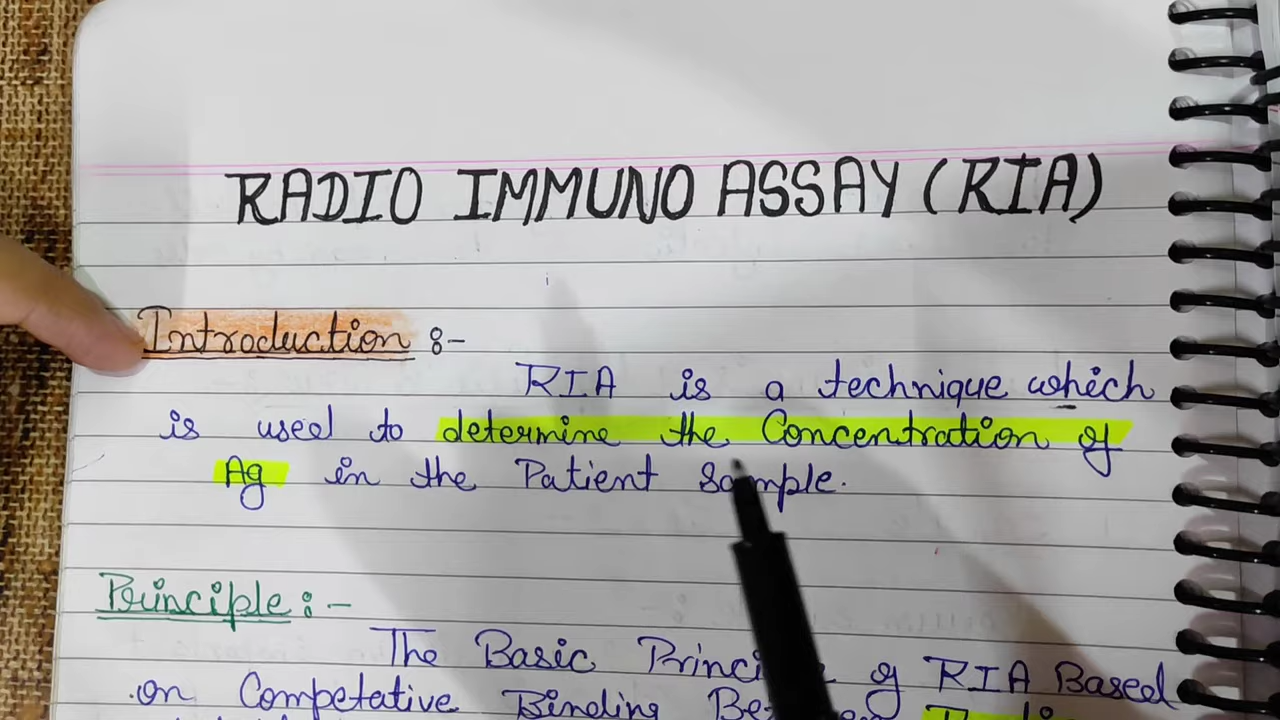 RADIO IMMUNO ASSAY (RIA)
Introduction :-
RIA is a technique which
is used to determine the Concentration of
Ag in the Patient Sample.
Principle :-
The Basic of RIA Based
on Competative Binding